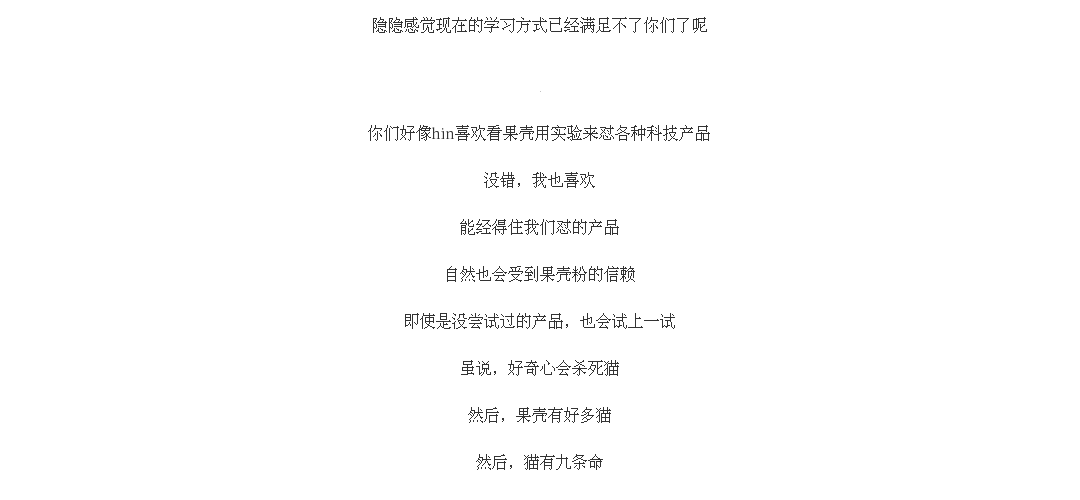 隐隐感觉现在的学习方式已经满足不了你们了呢
你们好像hin喜欢看果壳用实验来怼各种科技产品
没错，我也喜欢
能经得住我们怼的产品
自然也会受到果壳粉的信赖
即使是没尝试过的产品，也会试上一试
虽说，好奇心会杀死猫
然后，果壳有好多猫
然后，猫有九条命